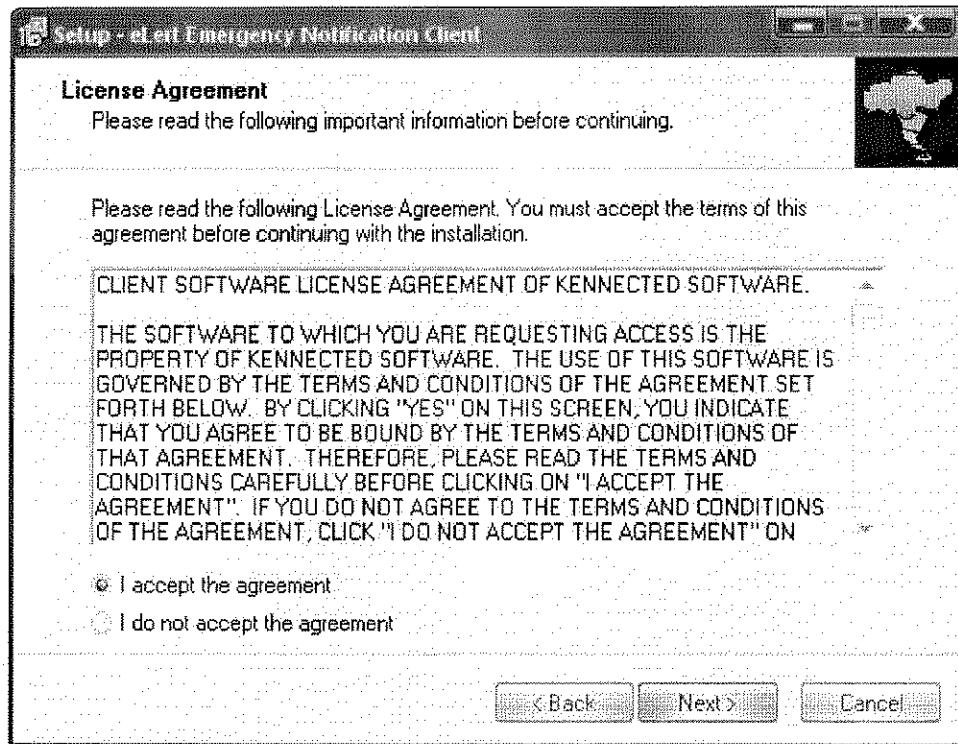 Setup - eLert Emergency Notification Client
License Agreement
Please read the following important information before continuing.
Please read the following License Agreement. You must accept the terms of this
agreement before continuing with the installation.
CLIENT SOFTWARE LICENSE AGREEMENT OF KENNECTED SOFTWARE.
THE SOFTWARE TO WHICH YOU ARE REQUESTING ACCESS IS THE
PROPERTY OF KENNECTED SOFTWARE. THE USE OF THIS SOFTWARE IS
GOVERNED BY THE TERMS AND CONDITIONS OF THE AGREEMENT SET
FORTH BELOW. BY CLICKING "YES" ON THIS SCREEN, YOU INDICATE
THAT YOU AGREE TO BE BOUND BY THE TERMS AND CONDITIONS OF
THAT AGREEMENT. THEREFORE, PLEASE READ THE TERMS AND
CONDITIONS CAREFULLY BEFORE CLICKING ON "I ACCEPT THE
AGREEMENT". IF YOU DO NOT AGREE TO THE TERMS AND CONDITIONS
OF THE AGREEMENT, CLICK "I DO NOT ACCEPT THE AGREEMENT" ON
I accept the agreement
I do not accept the agreement
< Back Next > Cancel